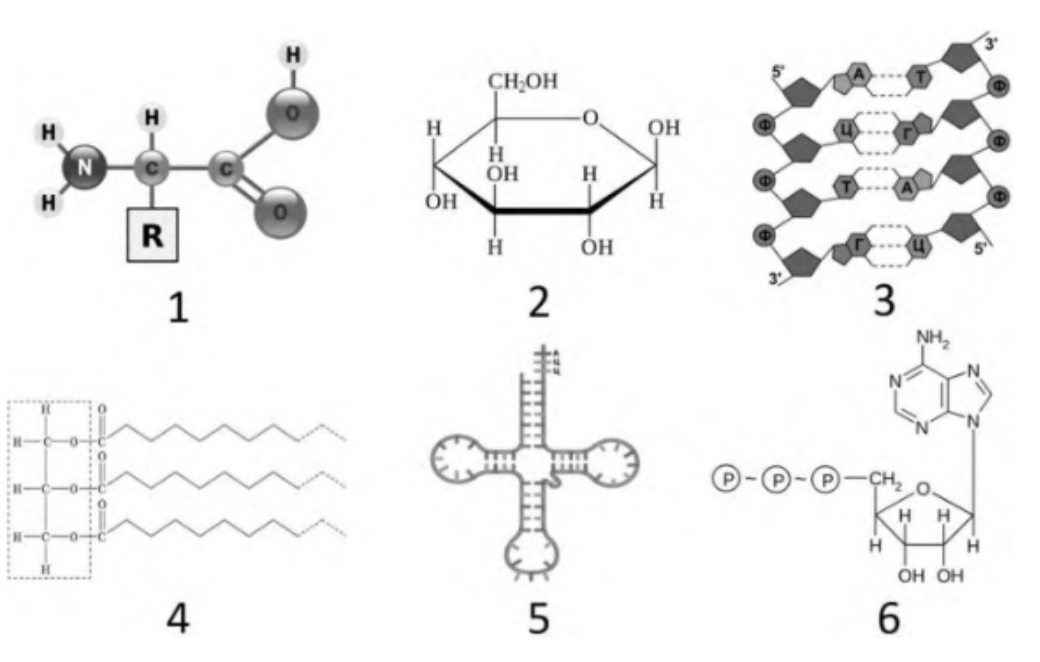 H
H
O
H
N
C
C
H
O
R
1
CH₂OH
O
H
OH
H
OH
H
OH
H
H
OH
2
3'
5'
А
Т
Ф
Ф
Ц
Г
Ф
Ф
Т
А
Ф
Ф
Г
Ц
5'
3'
3
H
O
H—C—O—C
O
H—C—O—C
O
H—C—O—C
H
4
5
NH₂
N
N
N
N
P ~ P ~ P — CH₂
O
H
H
H
H
OH
OH
6